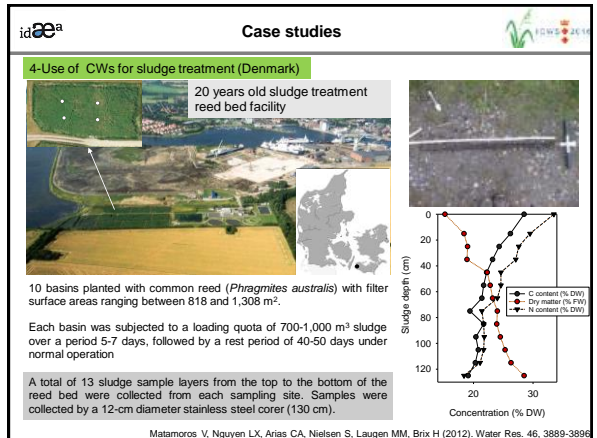 idæa
Case studies
ICWS 2016
4-Use of CWs for sludge treatment (Denmark)
20 years old sludge treatment
reed bed facility
10 basins planted with common reed (Phragmites australis) with filter
surface areas ranging between 818 and 1,308 m².
Each basin was subjected to a loading quota of 700-1,000 m³ sludge
over a period 5-7 days, followed by a rest period of 40-50 days under
normal operation
A total of 13 sludge sample layers from the top to the bottom of the
reed bed were collected from each sampling site. Samples were
collected by a 12-cm diameter stainless steel corer (130 cm).
0
20
40
60
80
100
120
Sludge depth (cm)
C content (% DW)
Dry matter (% FW)
N content (% DW)
20 30
Concentration (% DW)
Matamoros V, Nguyen LX, Arias CA, Nielsen S, Laugen MM, Brix H (2012). Water Res. 46, 3889-3896